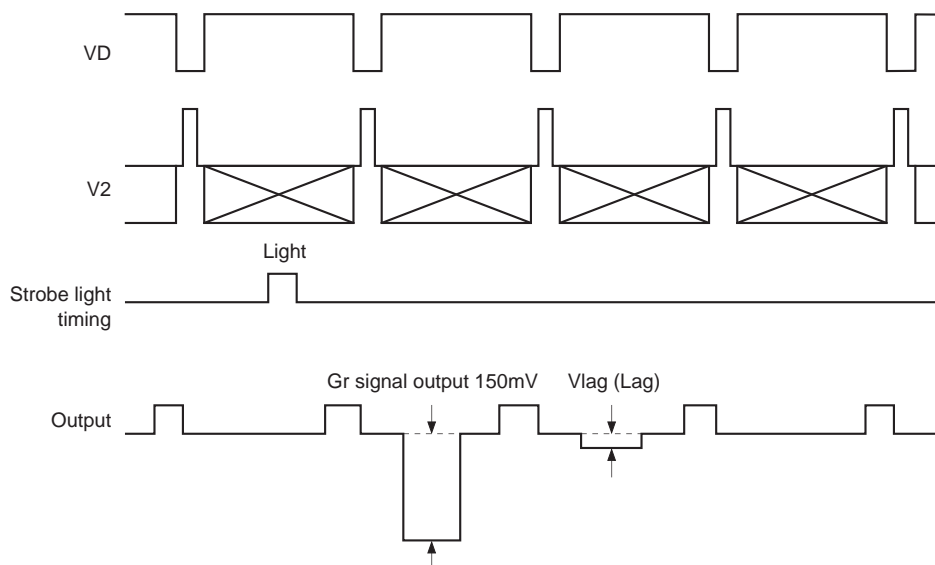 VD
V2
Light
Strobe light
timing
Gr signal output 150mV
Vlag (Lag)
Output